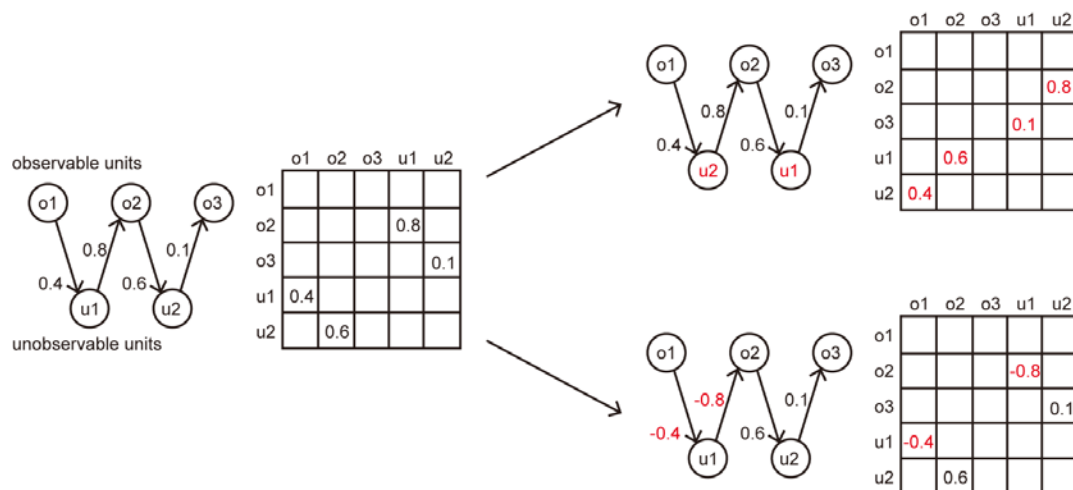 observable units
o1 o2 o3
0.4 0.8 0.6 0.1
u1 u2
unobservable units
o1 o2 o3 u1 u2
o1
o2 0.8
o3 0.1
u1 0.4
u2 0.6
o1 o2 o3
0.4 0.8 0.6 0.1
u2 u1
o1 o2 o3 u1 u2
o1
o2 0.8
o3 0.1
u1 0.6
u2 0.4
o1 o2 o3
-0.4 -0.8 0.6 0.1
u1 u2
o1 o2 o3 u1 u2
o1
o2 -0.8
o3 0.1
u1 -0.4
u2 0.6